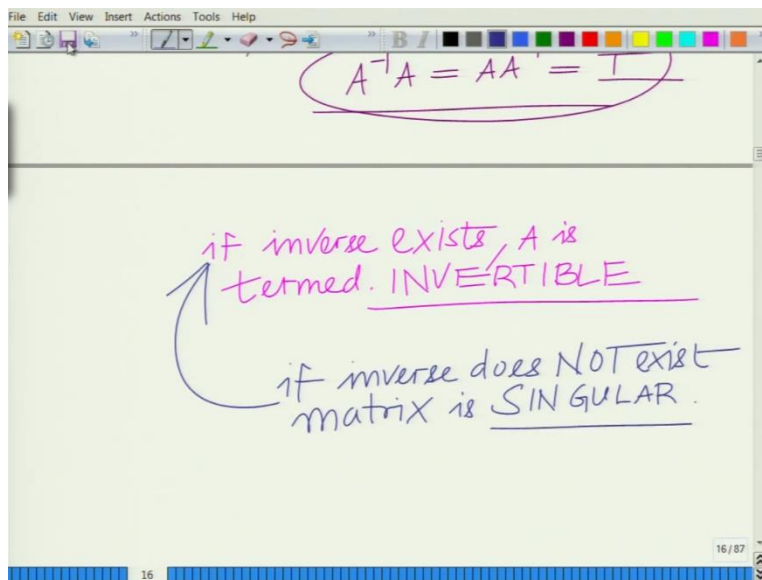 File Edit View Insert Actions Tools Help
B I
A⁻¹A = AA⁻¹ = I
if inverse exists, A is
termed. INVERTIBLE
if inverse does NOT exist
matrix is SINGULAR.
16/87
16